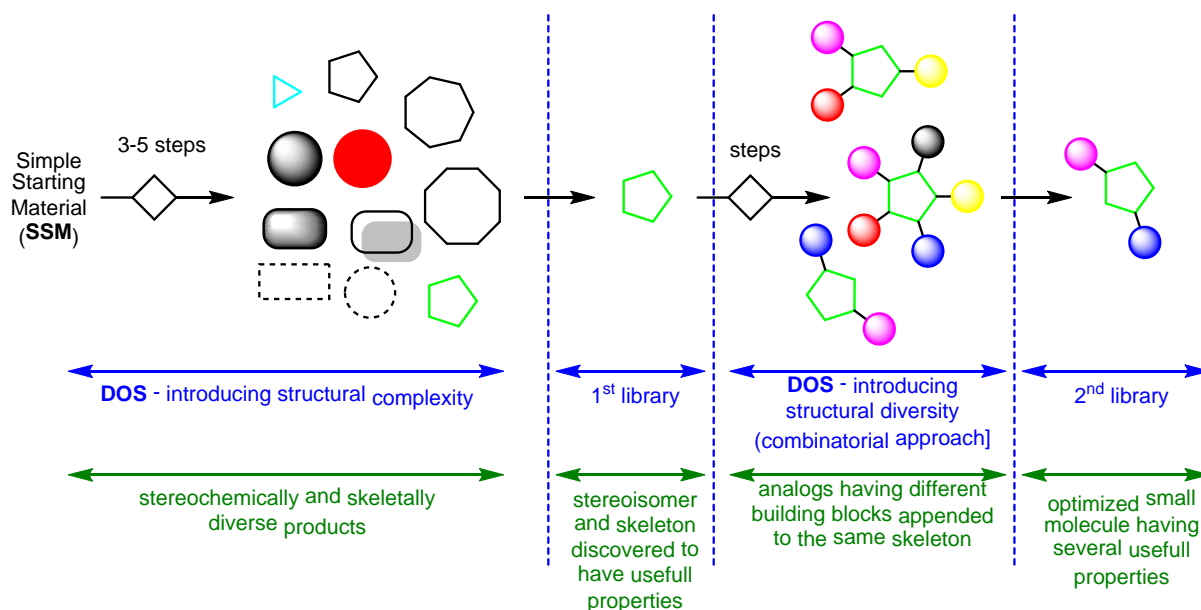 Simple
Starting
Material
(SSM)
3-5 steps
steps
DOS - introducing structural complexity
1st library
DOS - introducing
structural diversity
(combinatorial approach]
2nd library
stereochemically and skeletally
diverse products
stereoisomer
and skeleton
discovered to
have usefull
properties
analogs having different
building blocks appended
to the same skeleton
optimized small
molecule having
several usefull
properties